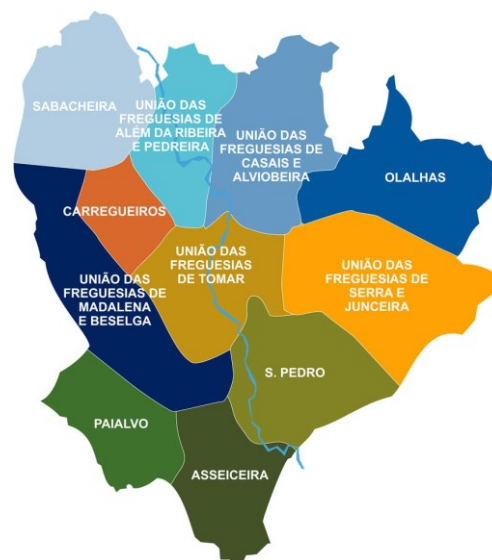 SABACHEIRA
UNIÃO DAS
FREGUESIAS DE
ALÉM DA RIBEIRA
E PEDREIRA
UNIÃO DAS
FREGUESIAS DE
CASAIS E
ALVIOBEIRA
OLALHAS
CARREGUEIROS
UNIÃO DAS
FREGUESIAS
DE TOMAR
UNIÃO DAS
FREGUESIAS DE
SERRA E
JUNCEIRA
UNIÃO DAS
FREGUESIAS DE
MADALENA
E BESELGA
S. PEDRO
PAIALVO
ASSEICEIRA